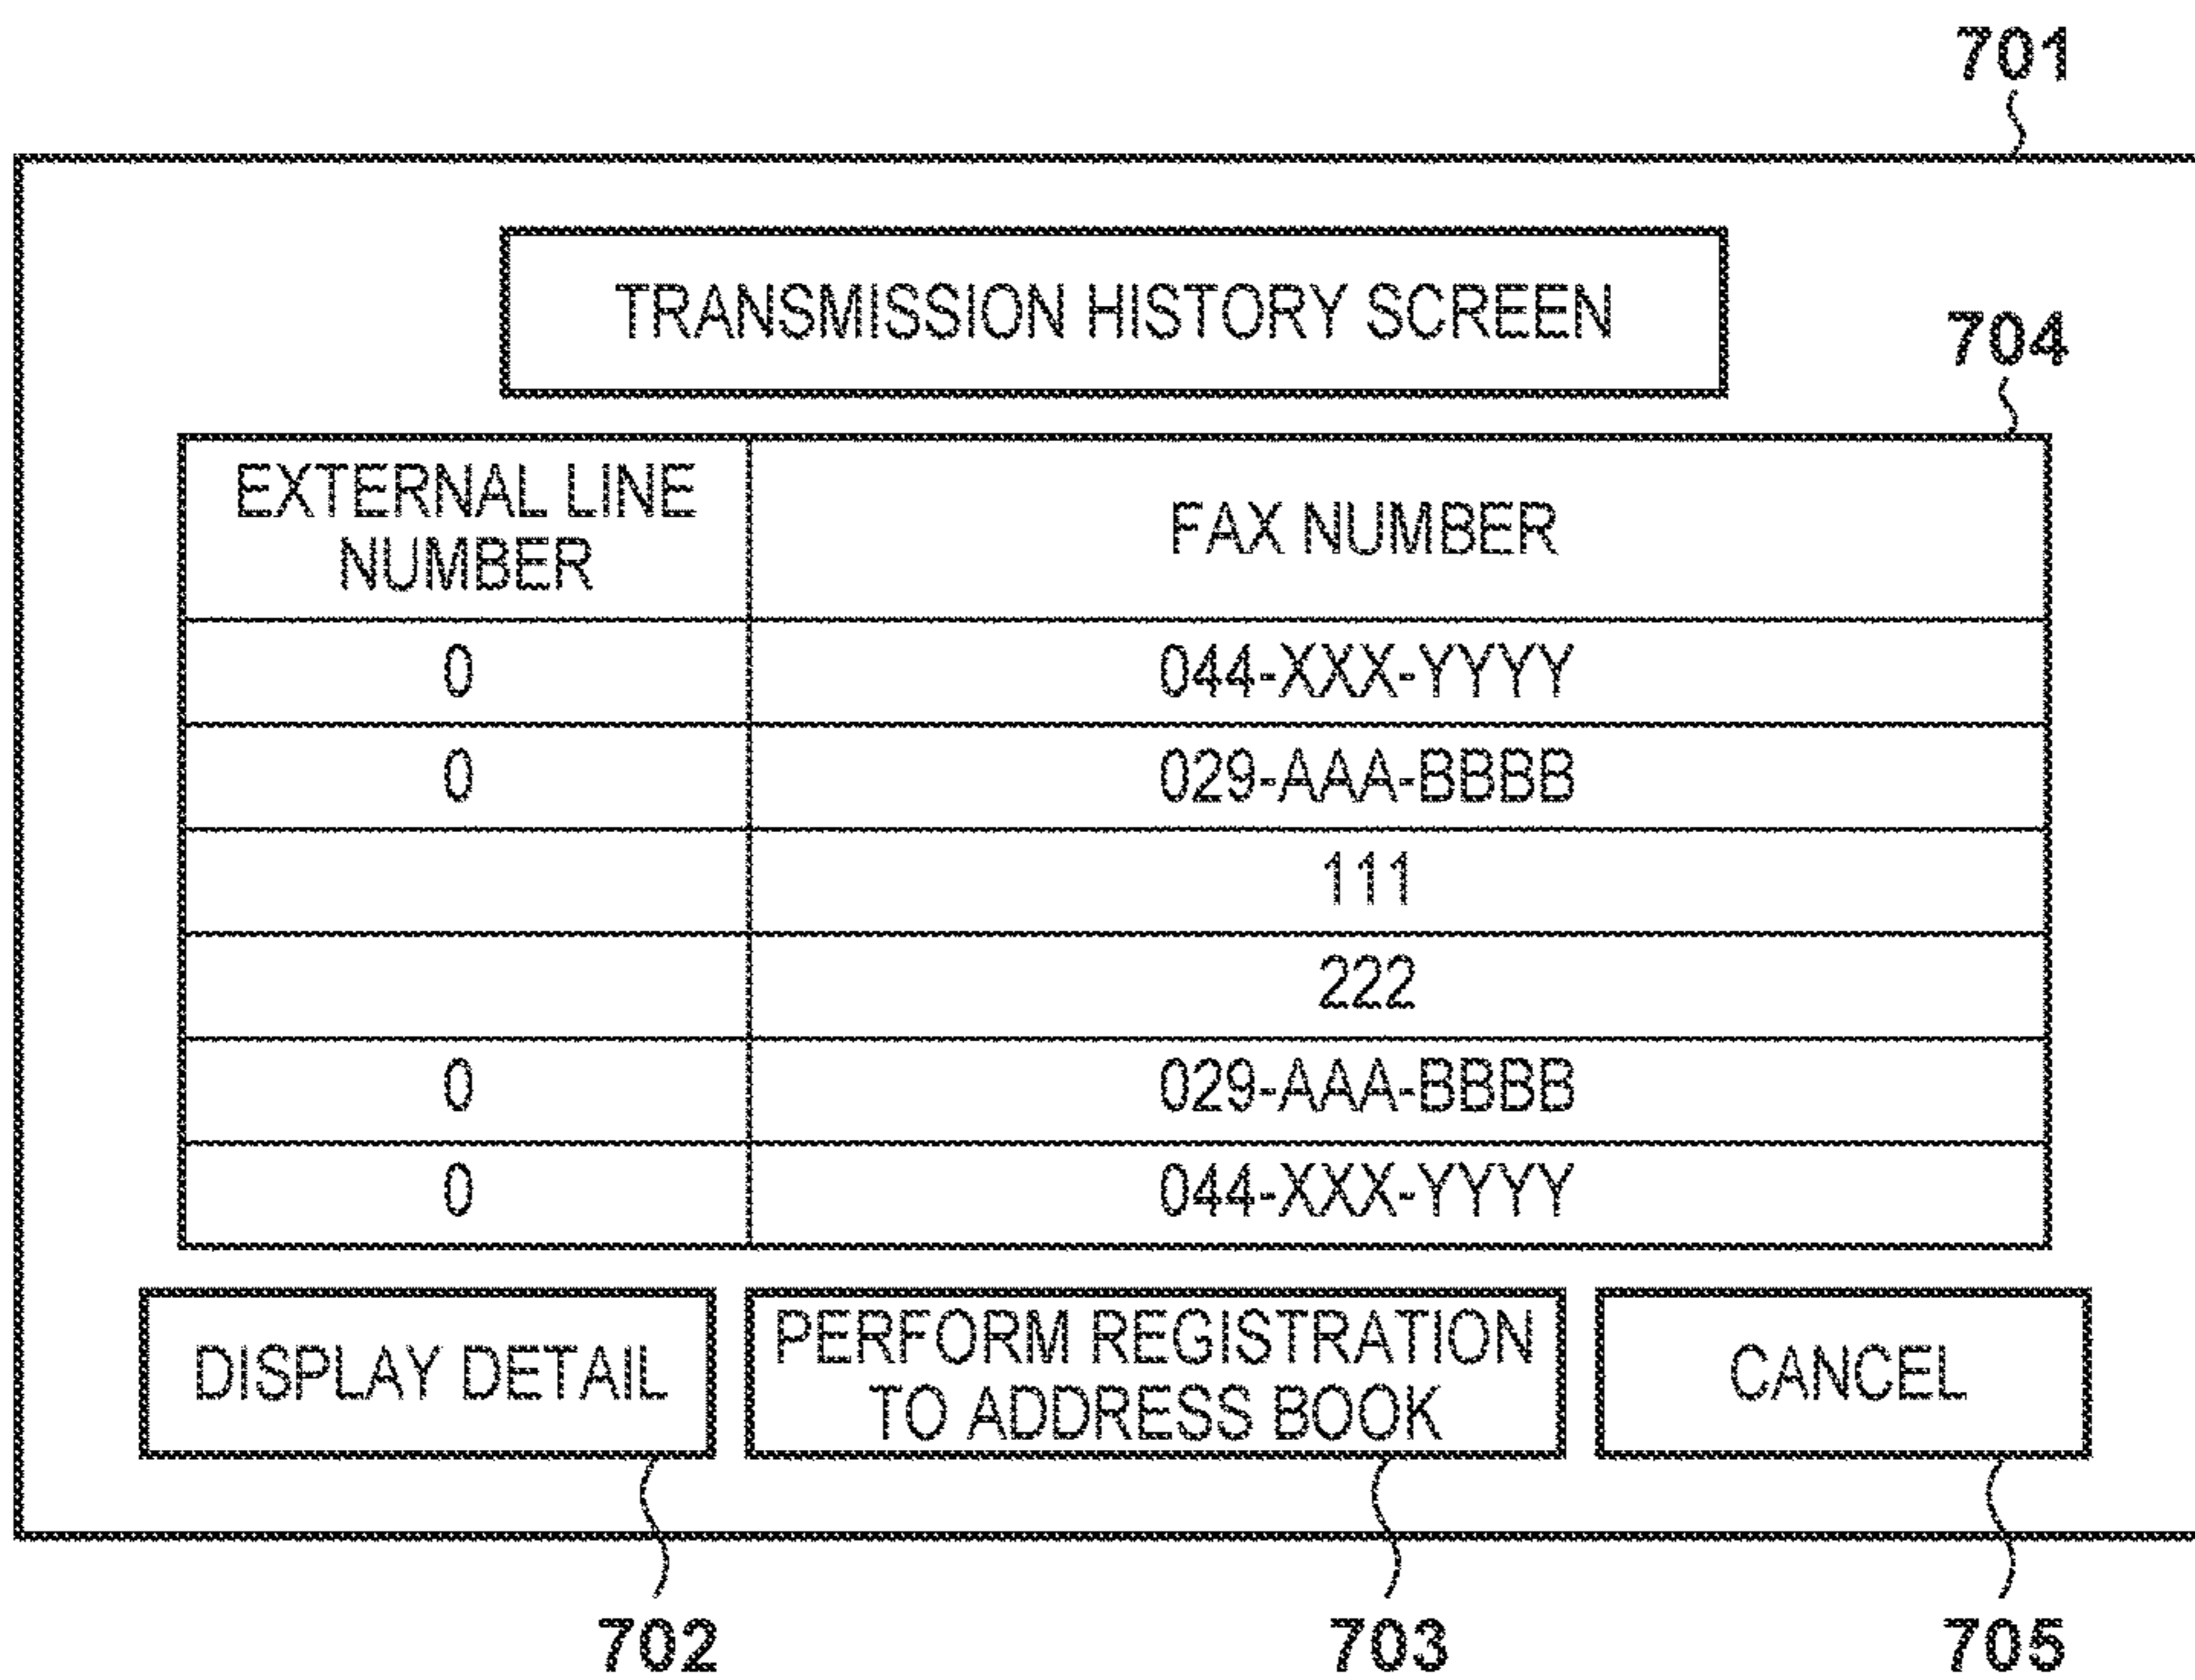 701
TRANSMISSION HISTORY SCREEN
704
EXTERNAL LINE
NUMBER
FAX NUMBER
0 044-XXX-YYYY
0 029-AAA-BBBB
111
222
0 029-AAA-BBBB
0 044-XXX-YYYY
DISPLAY DETAIL
PERFORM REGISTRATION
TO ADDRESS BOOK
CANCEL
702 703 705